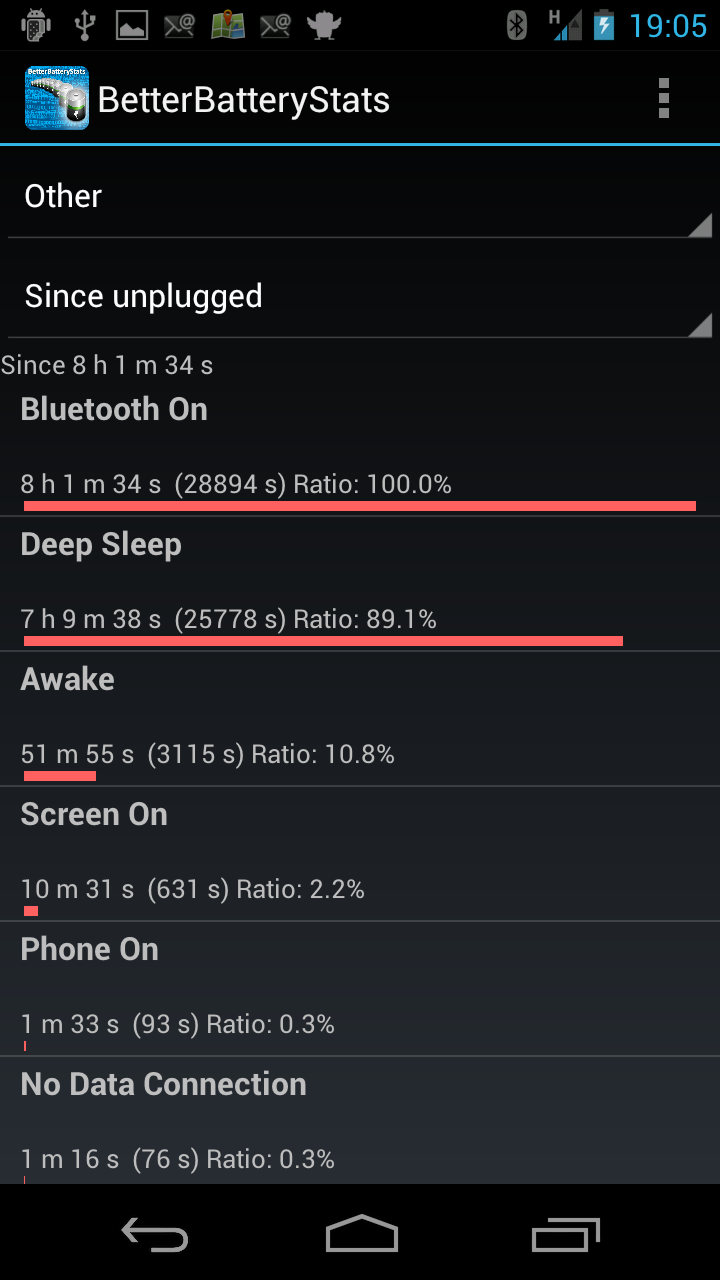 H
19:05
BetterBatteryStats
BetterBatteryStats
Other
Since unplugged
Since 8 h 1 m 34 s
Bluetooth On
8 h 1 m 34 s  (28894 s) Ratio: 100.0%
Deep Sleep
7 h 9 m 38 s  (25778 s) Ratio: 89.1%
Awake
51 m 55 s  (3115 s) Ratio: 10.8%
Screen On
10 m 31 s  (631 s) Ratio: 2.2%
Phone On
1 m 33 s  (93 s) Ratio: 0.3%
No Data Connection
1 m 16 s  (76 s) Ratio: 0.3%